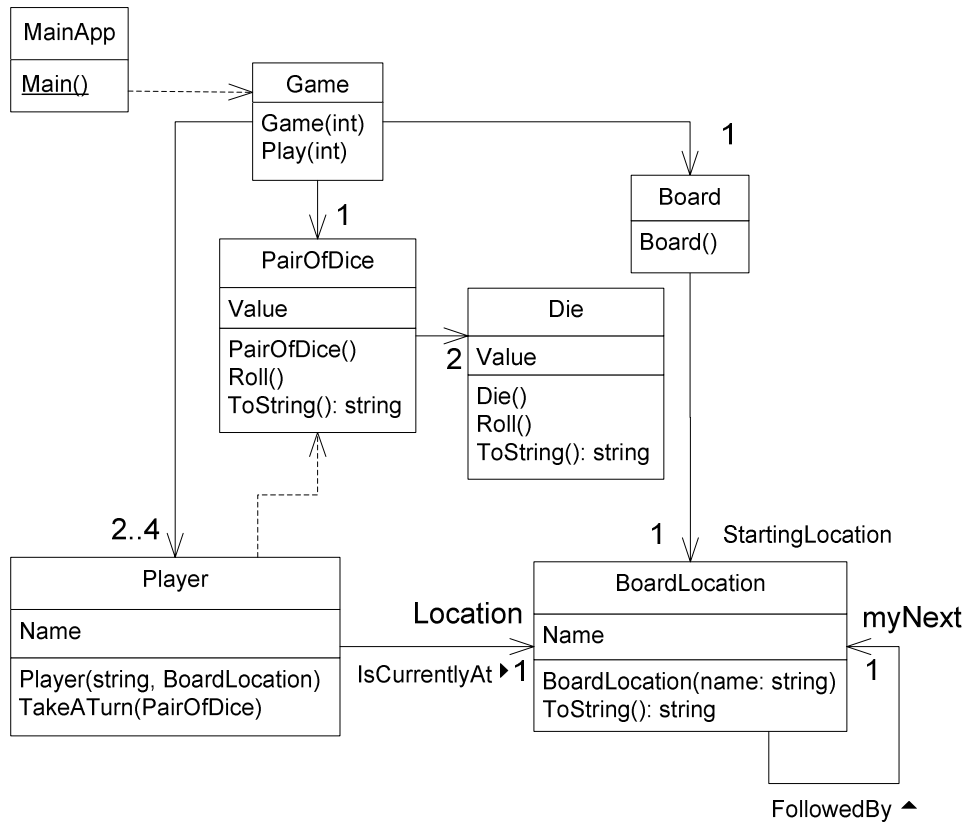 MainApp
Main()
Game
Game(int)
Play(int)
1
Board
Board()
1
PairOfDice
Value
PairOfDice()
Roll()
ToString(): string
2
Die
Value
Die()
Roll()
ToString(): string
2..4
1
StartingLocation
Player
Name
Player(string, BoardLocation)
TakeATurn(PairOfDice)
Location
IsCurrentlyAt
1
BoardLocation
Name
BoardLocation(name: string)
ToString(): string
myNext
1
FollowedBy